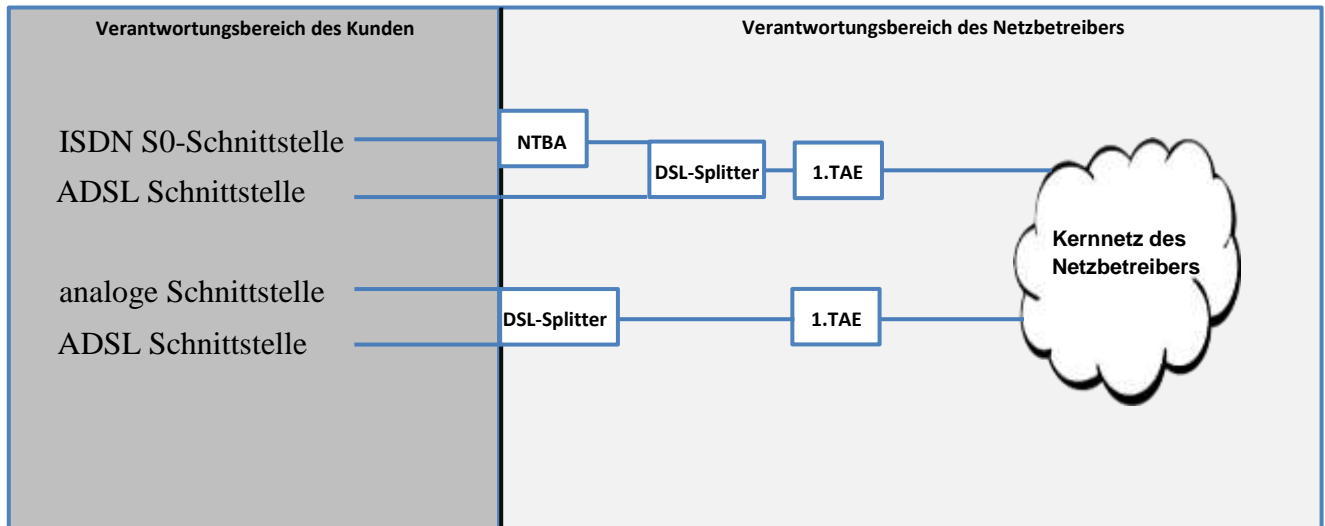 Verantwortungsbereich des Kunden
Verantwortungsbereich des Netzbetreibers
ISDN S0-Schnittstelle
NTBA
DSL-Splitter
1.TAE
ADSL Schnittstelle
Kernnetz des
Netzbetreibers
analoge Schnittstelle
DSL-Splitter
1.TAE
ADSL Schnittstelle